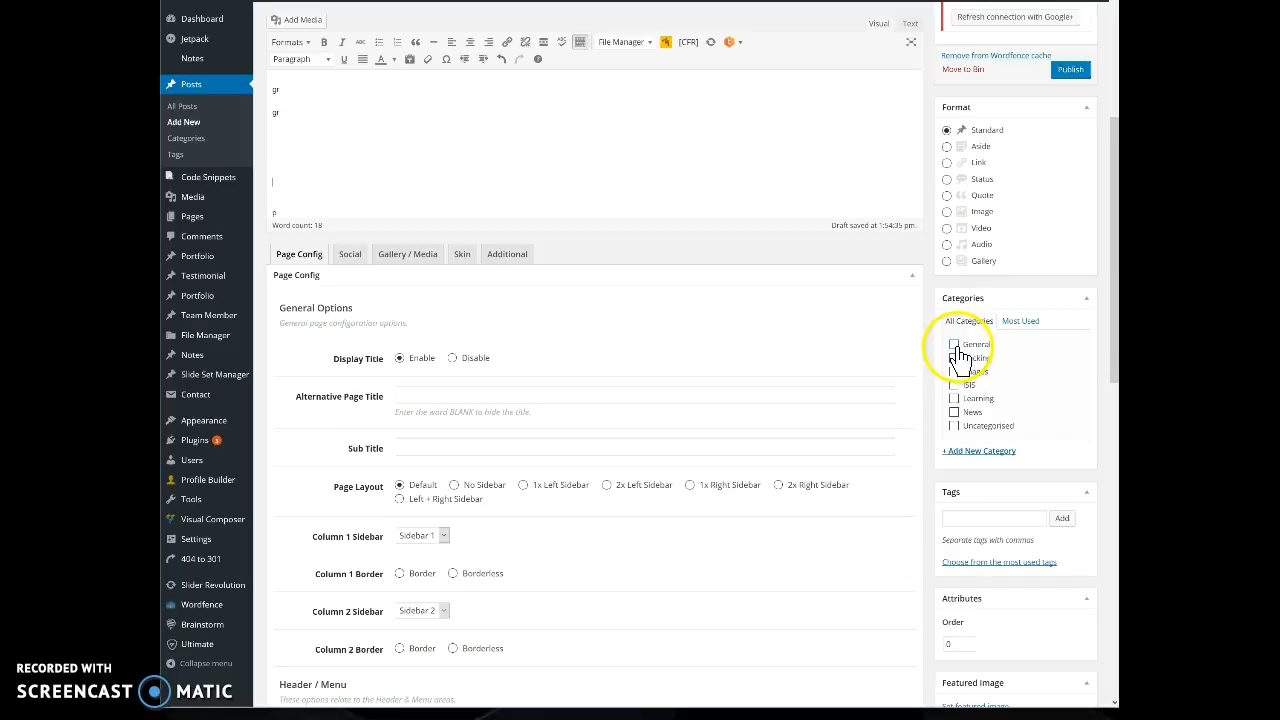 Dashboard
Jetpack
Notes
Posts
All Posts
Add New
Categories
Tags
Code Snippets
Media
Pages
Comments
Portfolio
Testimonial
Portfolio
Team Member
File Manager
Notes
Slide Set Manager
Contact
Appearance
Plugins 3
Users
Profile Builder
Tools
Visual Composer
Settings
404 to 301
Slider Revolution
Wordfence
Brainstorm
Ultimate
Collapse menu
RECORDED WITH
SCREENCAST MATIC
Add Media
Visual Text
Formats B I ABC ABC File Manager [CFR]
Paragraph U A
gr
gr
p
Word count: 18 Draft saved at 1:54:35 pm.
Page Config Social Gallery / Media Skin Additional
Page Config
General Options
General page configuration options.
Display Title Enable Disable
Alternative Page Title
Enter the word BLANK to hide the title.
Sub Title
Page Layout Default No Sidebar 1x Left Sidebar 2x Left Sidebar 1x Right Sidebar 2x Right Sidebar
Left + Right Sidebar
Column 1 Sidebar Sidebar 1
Column 1 Border Border Borderless
Column 2 Sidebar Sidebar 2
Column 2 Border Border Borderless
Header / Menu
These options relate to the Header & Menu areas.
Refresh connection with Google+
Remove from Wordfence cache
Move to Bin Publish
Format
Standard
Aside
Link
Status
Quote
Image
Video
Audio
Gallery
Categories
All Categories Most Used
General
ISIS
Learning
News
Uncategorised
+ Add New Category
Tags
Add
Separate tags with commas
Choose from the most used tags
Attributes
Order
0
Featured Image
Set featured image